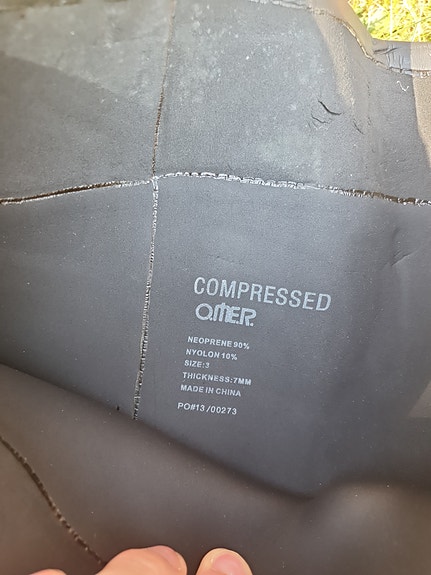 COMPRESSED
OMER
NEOPRENE 90%
NYOLON 10%
SIZE:3
THICKNESS:7MM
MADE IN CHINA
PO#13 /00273